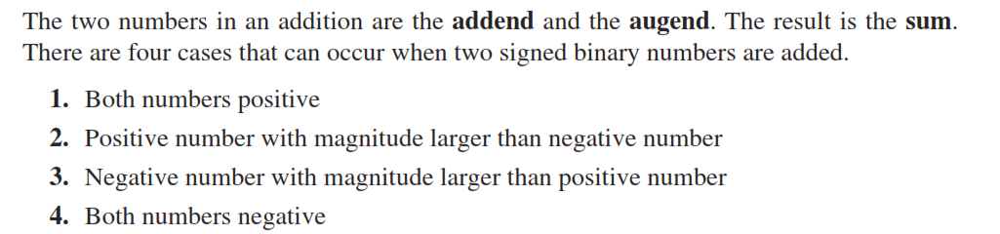 The two numbers in an addition are the addend and the augend. The result is the sum.
There are four cases that can occur when two signed binary numbers are added.
1. Both numbers positive
2. Positive number with magnitude larger than negative number
3. Negative number with magnitude larger than positive number
4. Both numbers negative